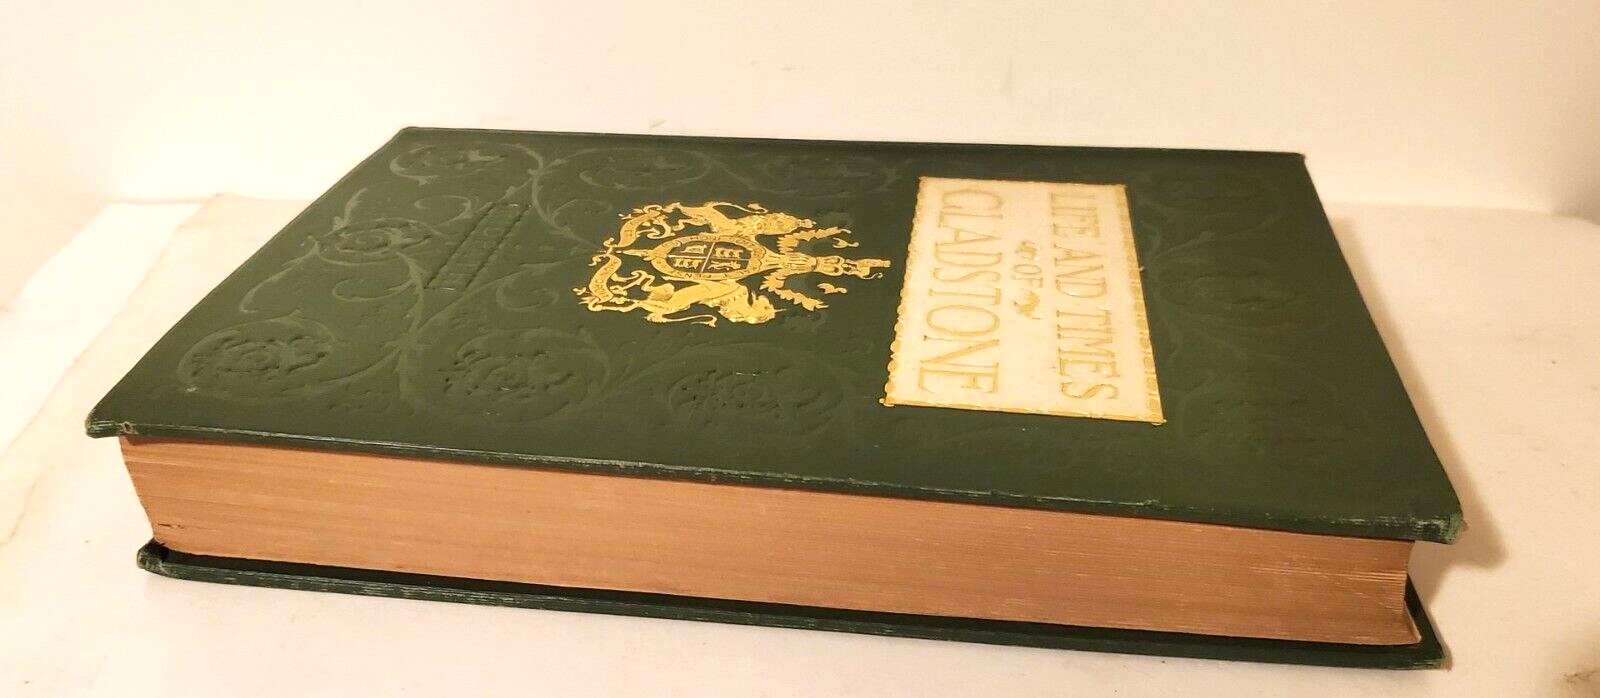 LIFE AND TIMES
OF
GLADSTONE